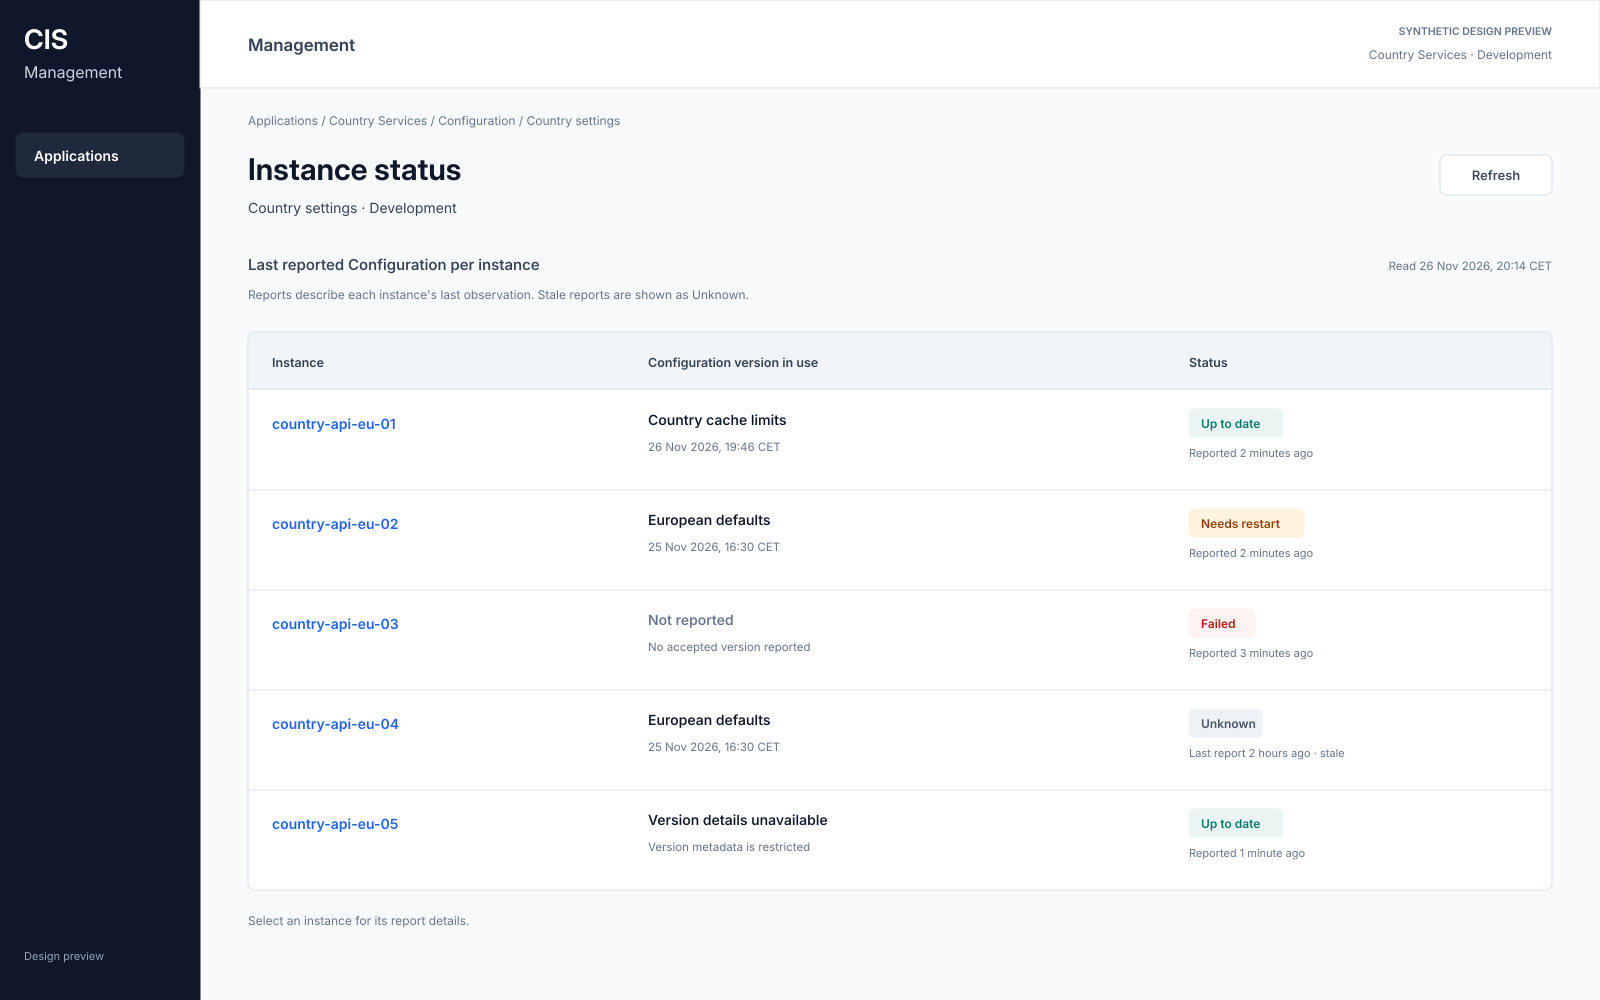 CIS
Management
Applications
Design preview
Management
SYNTHETIC DESIGN PREVIEW
Country Services · Development
Applications / Country Services / Configuration / Country settings
Instance status
Refresh
Country settings · Development
Last reported Configuration per instance
Read 26 Nov 2026, 20:14 CET
Reports describe each instance's last observation. Stale reports are shown as Unknown.
Instance
Configuration version in use
Status
country-api-eu-01
Country cache limits
26 Nov 2026, 19:46 CET
Up to date
Reported 2 minutes ago
country-api-eu-02
European defaults
25 Nov 2026, 16:30 CET
Needs restart
Reported 2 minutes ago
country-api-eu-03
Not reported
No accepted version reported
Failed
Reported 3 minutes ago
country-api-eu-04
European defaults
25 Nov 2026, 16:30 CET
Unknown
Last report 2 hours ago · stale
country-api-eu-05
Version details unavailable
Version metadata is restricted
Up to date
Reported 1 minute ago
Select an instance for its report details.